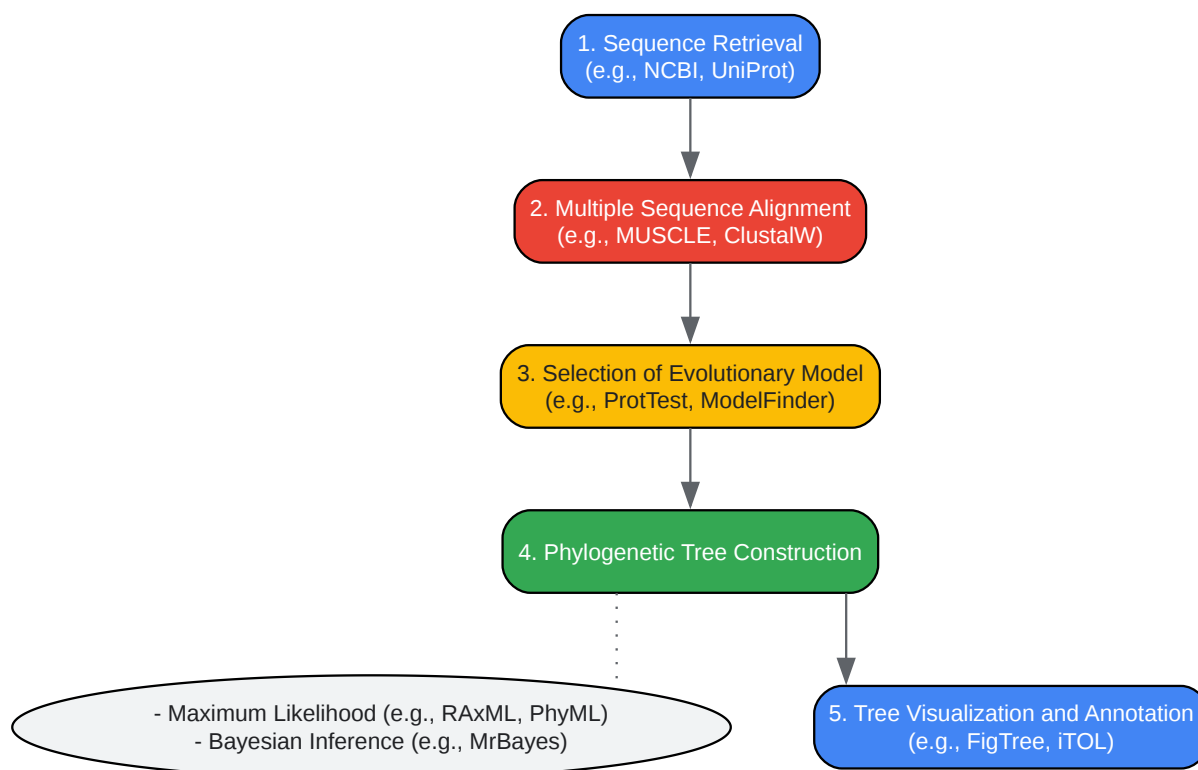 1. Sequence Retrieval
(e.g., NCBI, UniProt)
2. Multiple Sequence Alignment
(e.g., MUSCLE, ClustalW)
3. Selection of Evolutionary Model
(e.g., ProtTest, ModelFinder)
4. Phylogenetic Tree Construction
- Maximum Likelihood (e.g., RAxML, PhyML)
- Bayesian Inference (e.g., MrBayes)
5. Tree Visualization and Annotation
(e.g., FigTree, iTOL)